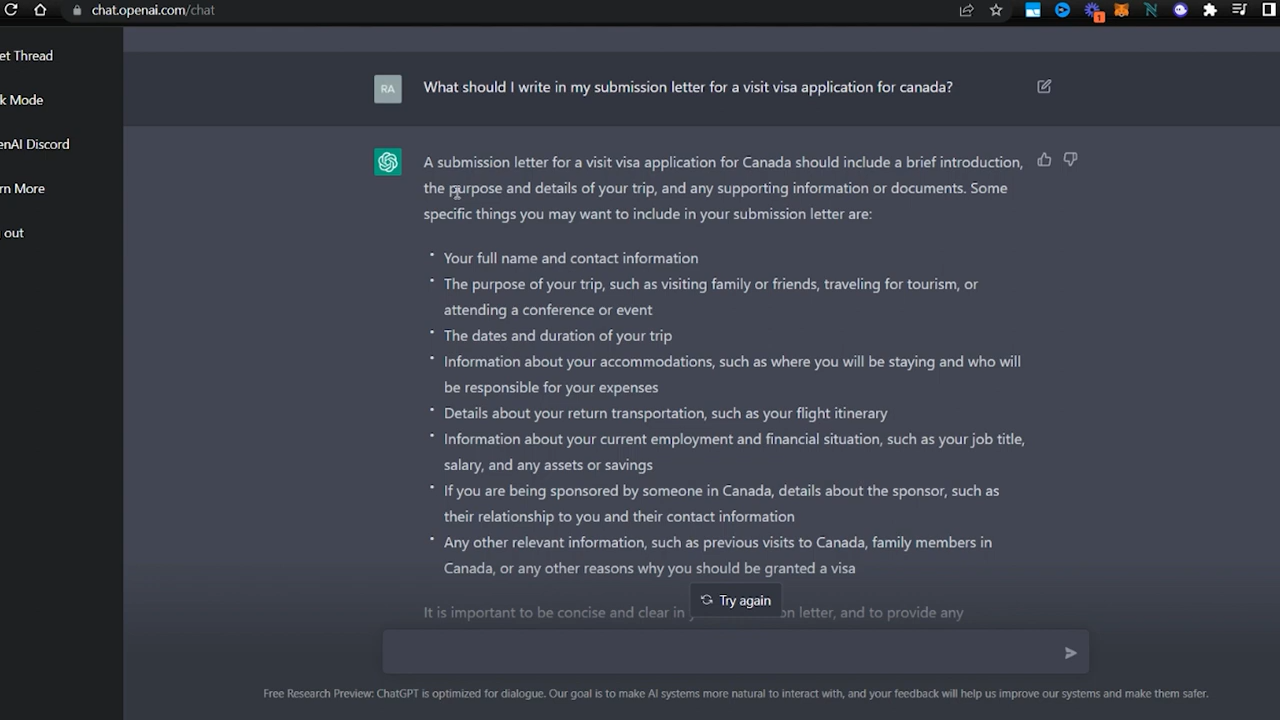 chat.openai.com/chat
1
et Thread
k Mode
enAI Discord
rn More
out
RA
What should I write in my submission letter for a visit visa application for canada?
A submission letter for a visit visa application for Canada should include a brief introduction,
the purpose and details of your trip, and any supporting information or documents. Some
specific things you may want to include in your submission letter are:
• Your full name and contact information
• The purpose of your trip, such as visiting family or friends, traveling for tourism, or
attending a conference or event
• The dates and duration of your trip
• Information about your accommodations, such as where you will be staying and who will
be responsible for your expenses
• Details about your return transportation, such as your flight itinerary
• Information about your current employment and financial situation, such as your job title,
salary, and any assets or savings
• If you are being sponsored by someone in Canada, details about the sponsor, such as
their relationship to you and their contact information
• Any other relevant information, such as previous visits to Canada, family members in
Canada, or any other reasons why you should be granted a visa
Try again
It is important to be concise and clear in on letter, and to provide any
Free Research Preview: ChatGPT is optimized for dialogue. Our goal is to make AI systems more natural to interact with, and your feedback will help us improve our systems and make them safer.